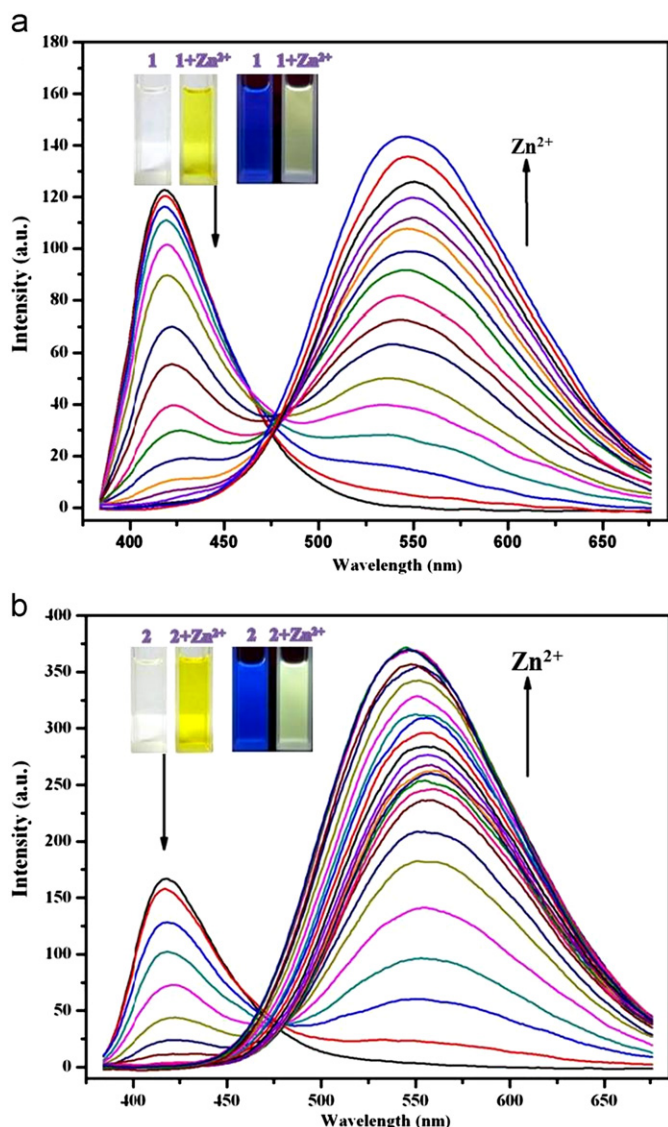 a
180
160
140
120
100
80
60
40
20
0
Intensity (a.u.)
1 1+Zn²⁺ 1 1+Zn²⁺
Zn²⁺
400 450 500 550 600 650
Wavelength (nm)
b
400
350
300
250
200
150
100
50
0
Intensity (a.u.)
2 2+Zn²⁺ 2 2+Zn²⁺
Zn²⁺
400 450 500 550 600 650
Wavelength (nm)